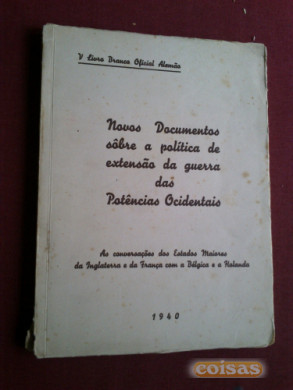 V Livro Branco Oficial Alemão
Novos Documentos
sôbre a política de
extensão da guerra
das
Potências Ocidentais
As conversações dos Estados Maiores
da Inglaterra e da França com a Bélgica e a Holanda
1940
coisas